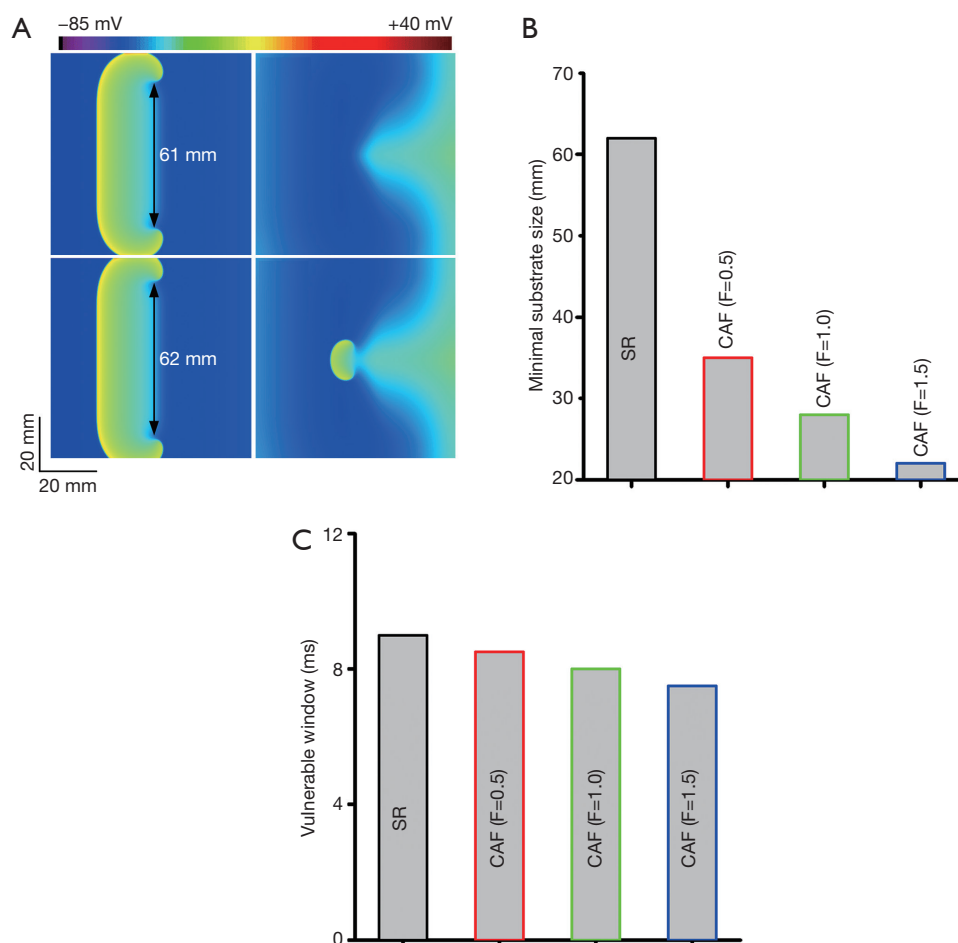 A
−85 mV
+40 mV
61 mm
62 mm
20 mm
20 mm
B
Minimal substrate size (mm)
70
60
50
40
30
20
SR
CAF (F=0.5)
CAF (F=1.0)
CAF (F=1.5)
C
Vulnerable window (ms)
12
8
4
0
SR
CAF (F=0.5)
CAF (F=1.0)
CAF (F=1.5)